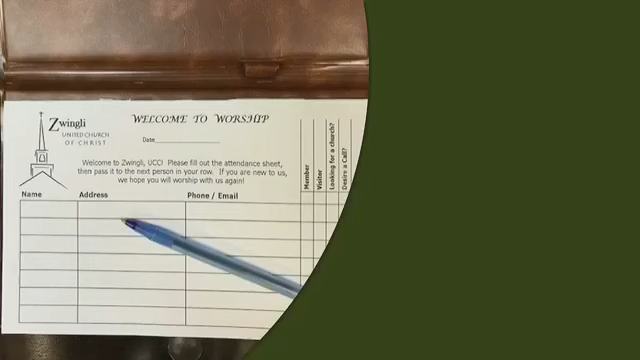 Zwingli
UNITED CHURCH
OF CHRIST
WELCOME TO WORSHIP
Date
Welcome to Zwingli, UCC! Please fill out the attendance sheet,
then pass it to the next person in your row. If you are new to us,
we hope you will worship with us again!
Name Address Phone / Email
Member
Visitor
Looking for a church?
Desire a Call?